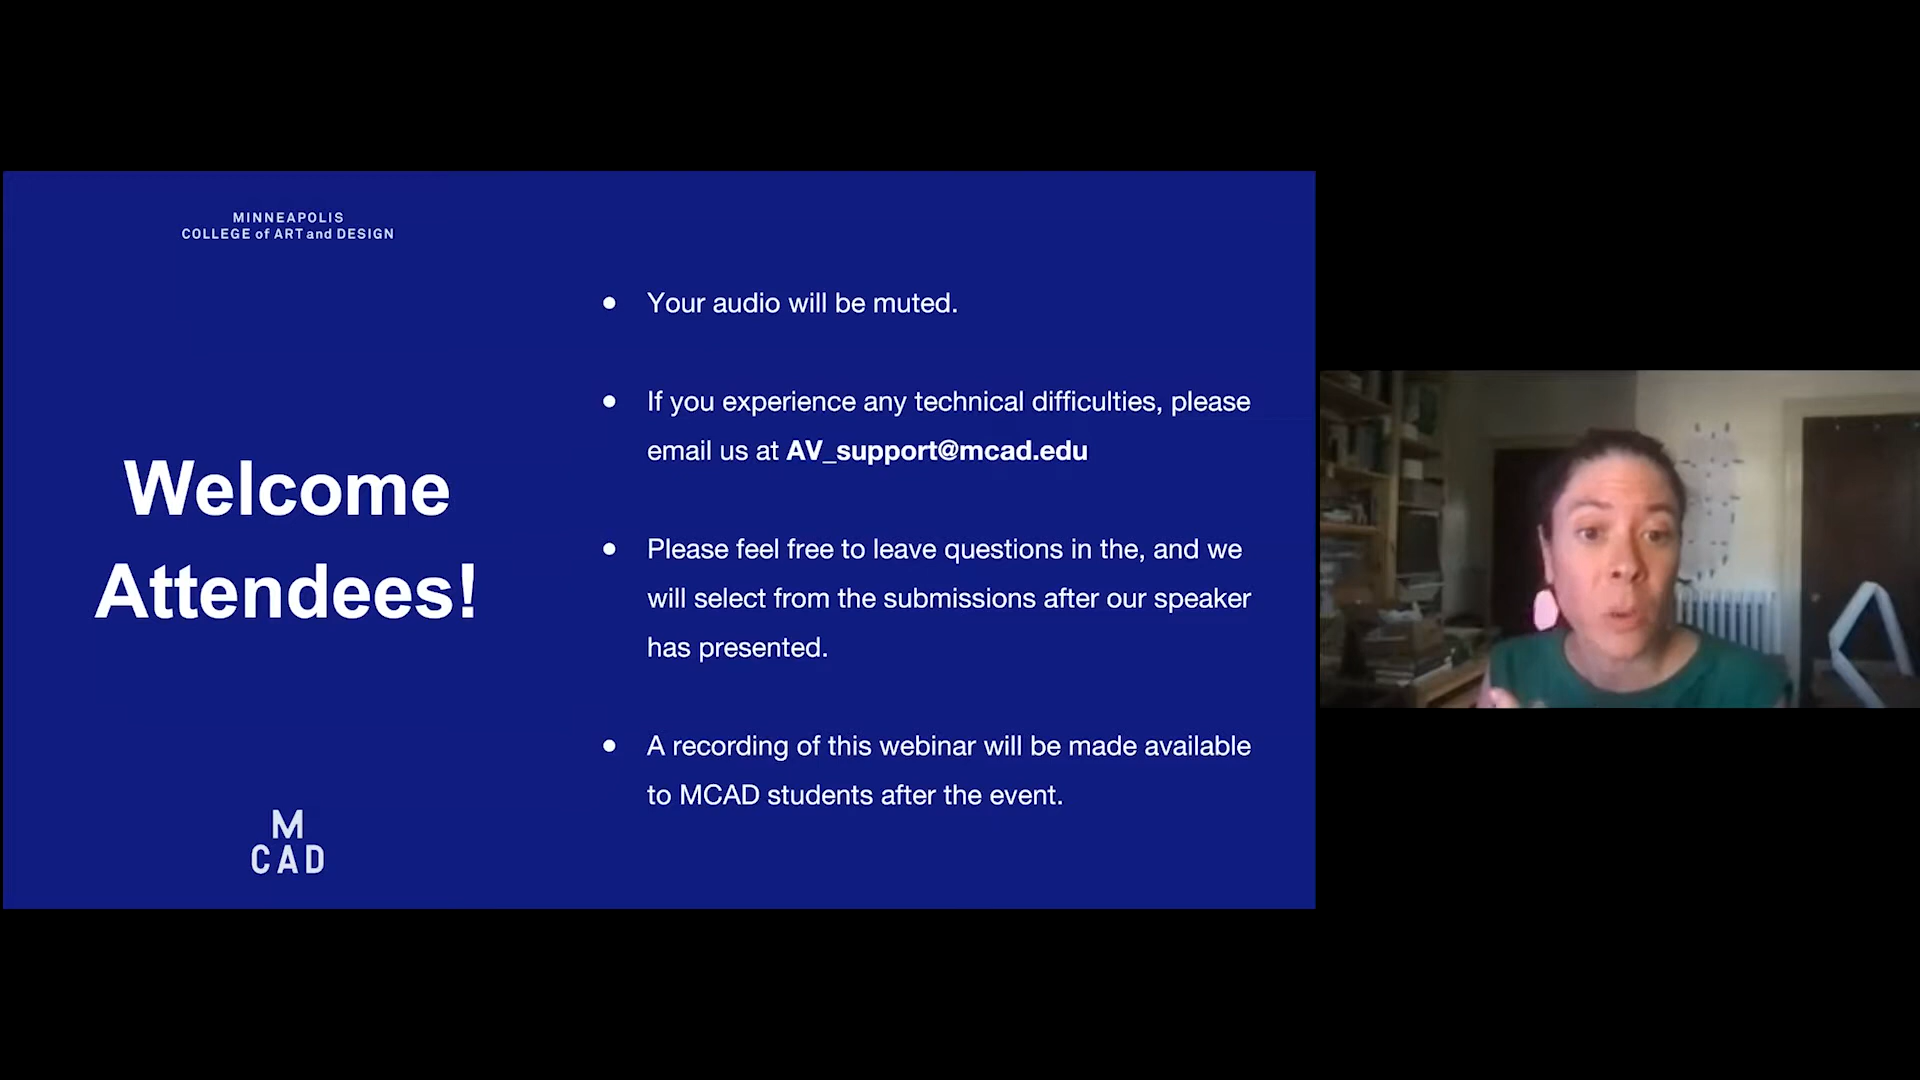 MINNEAPOLIS
COLLEGE of ART and DESIGN
Welcome
Attendees!
M
CAD
● Your audio will be muted.
● If you experience any technical difficulties, please
email us at AV_support@mcad.edu
● Please feel free to leave questions in the, and we
will select from the submissions after our speaker
has presented.
● A recording of this webinar will be made available
to MCAD students after the event.